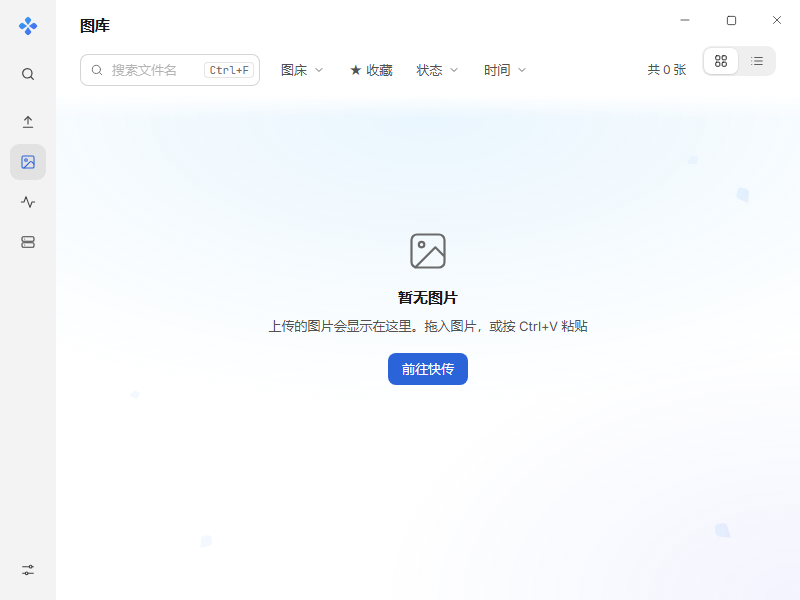 图库
搜索文件名 Ctrl+F 图床 ★ 收藏 状态 时间 共 0 张
暂无图片
上传的图片会显示在这里。拖入图片，或按 Ctrl+V 粘贴
前往快传